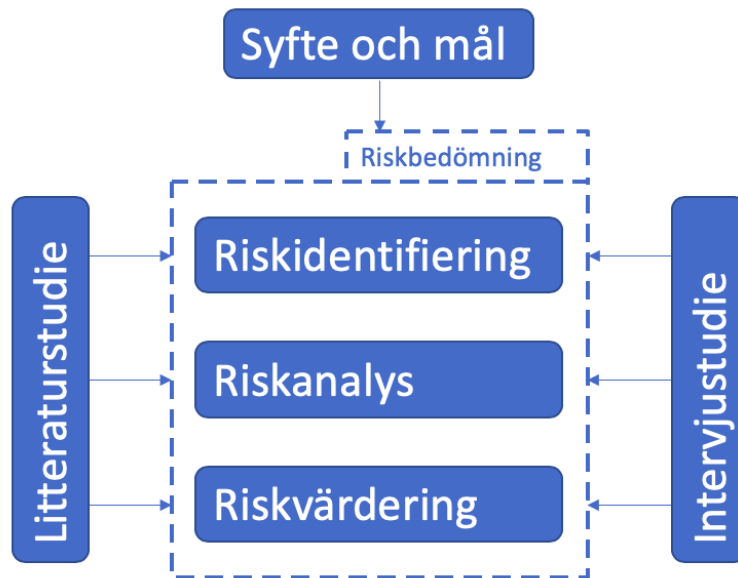 Syfte och mål
Riskbedömning
Litteraturstudie
Riskidentifiering
Riskanalys
Riskvärdering
Intervjustudie